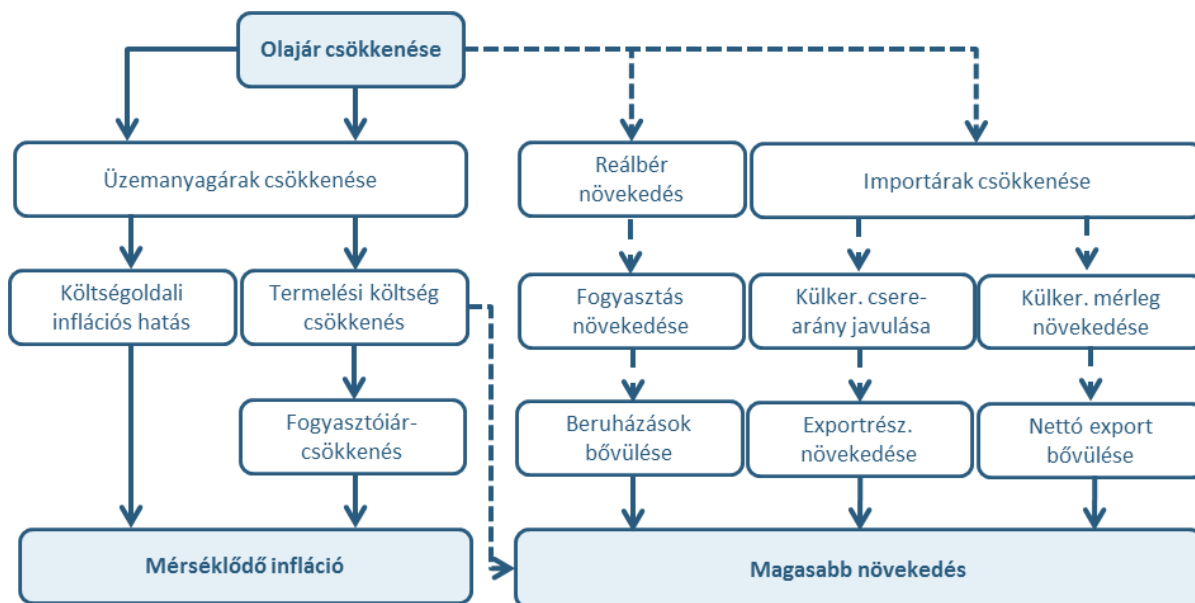 Olajár csökkenése
Üzemanyagárak csökkenése
Reálbér
növekedés
Importárak csökkenése
Költségoldali
inflációs hatás
Termelési költség
csökkenés
Fogyasztás
növekedése
Külker. csere-
arány javulása
Külker. mérleg
növekedése
Fogyasztóiár-
csökkenés
Beruházások
bővülése
Exportrész.
növekedése
Nettó export
bővülése
Mérséklődő infláció
Magasabb növekedés